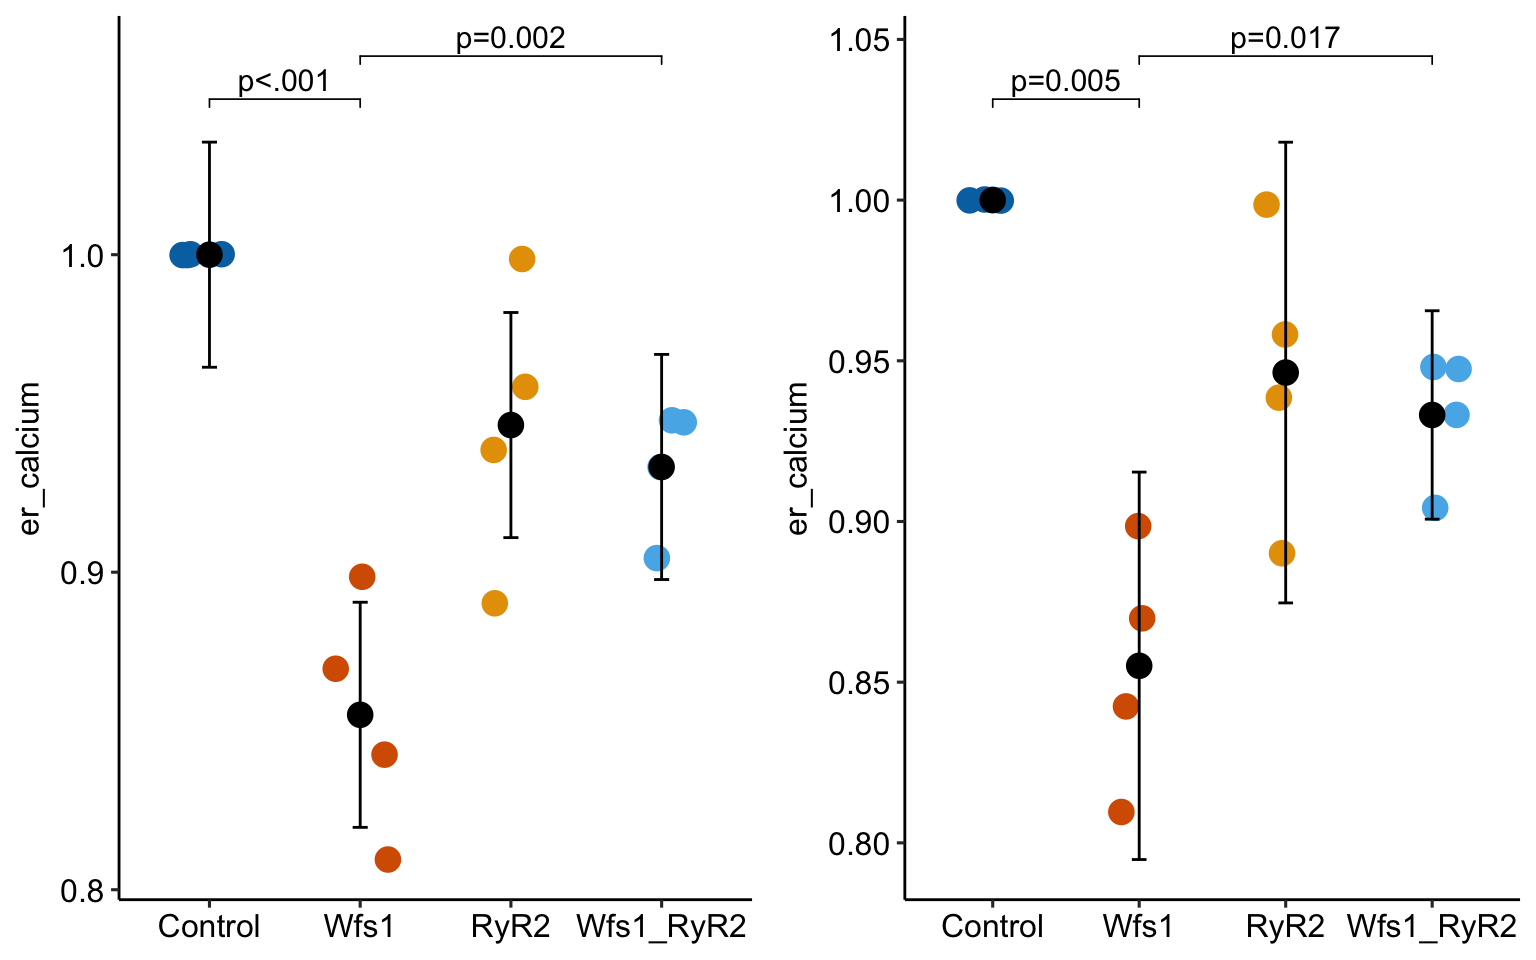 p=0.002
p<.001
1.0
0.9
0.8
er_calcium
Control Wfs1 RyR2 Wfs1_RyR2
p=0.017
p=0.005
1.05
1.00
0.95
0.90
0.85
0.80
er_calcium
Control Wfs1 RyR2 Wfs1_RyR2